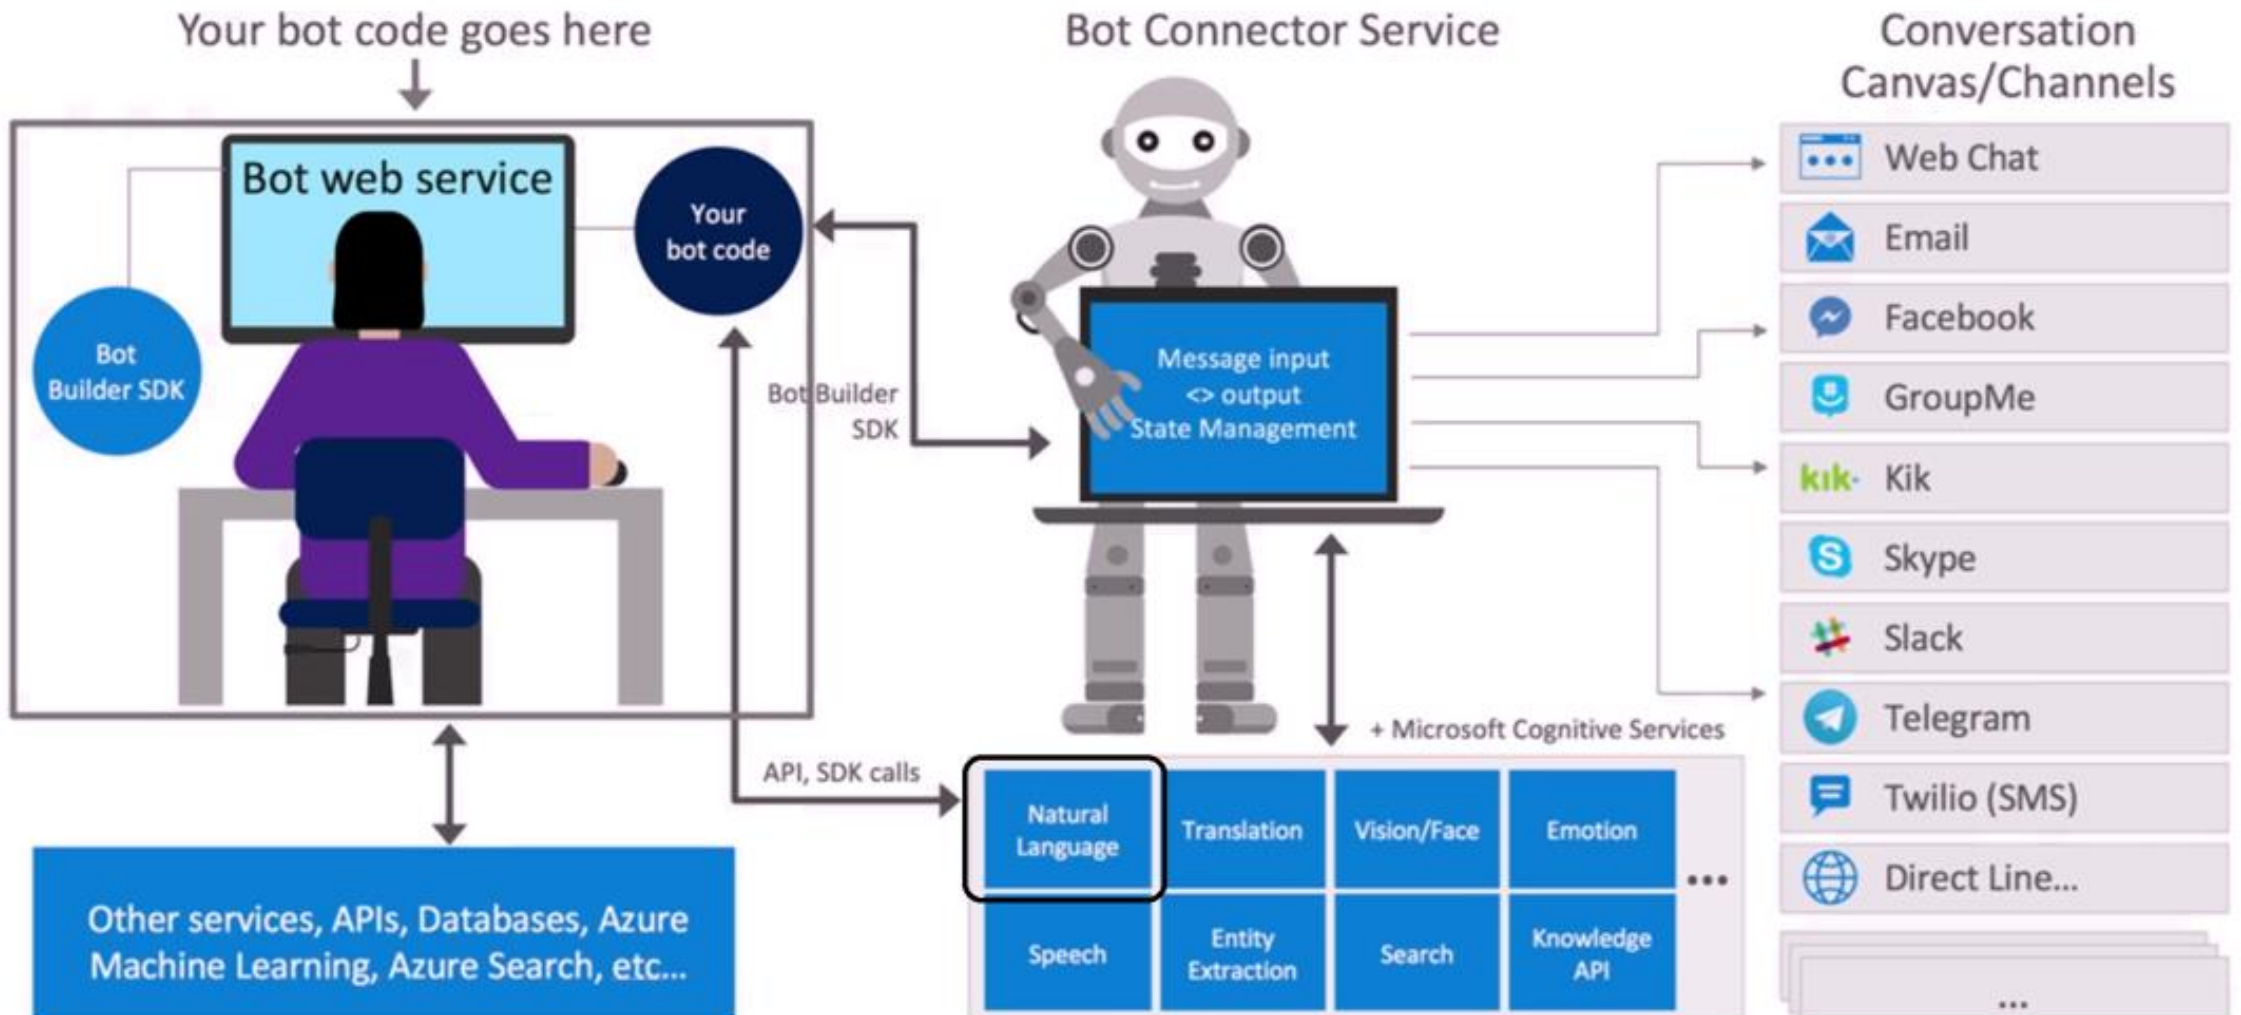 Your bot code goes here
Bot web service
Your
bot code
Bot
Builder SDK
Bot Builder
SDK
API, SDK calls
Other services, APIs, Databases, Azure
Machine Learning, Azure Search, etc...
Bot Connector Service
Message input
<> output
State Management
+ Microsoft Cognitive Services
Natural
Language
Translation
Vision/Face
Emotion
...
Speech
Entity
Extraction
Search
Knowledge
API
Conversation
Canvas/Channels
Web Chat
Email
Facebook
GroupMe
kik. Kik
S Skype
Slack
Telegram
Twilio (SMS)
Direct Line...
...